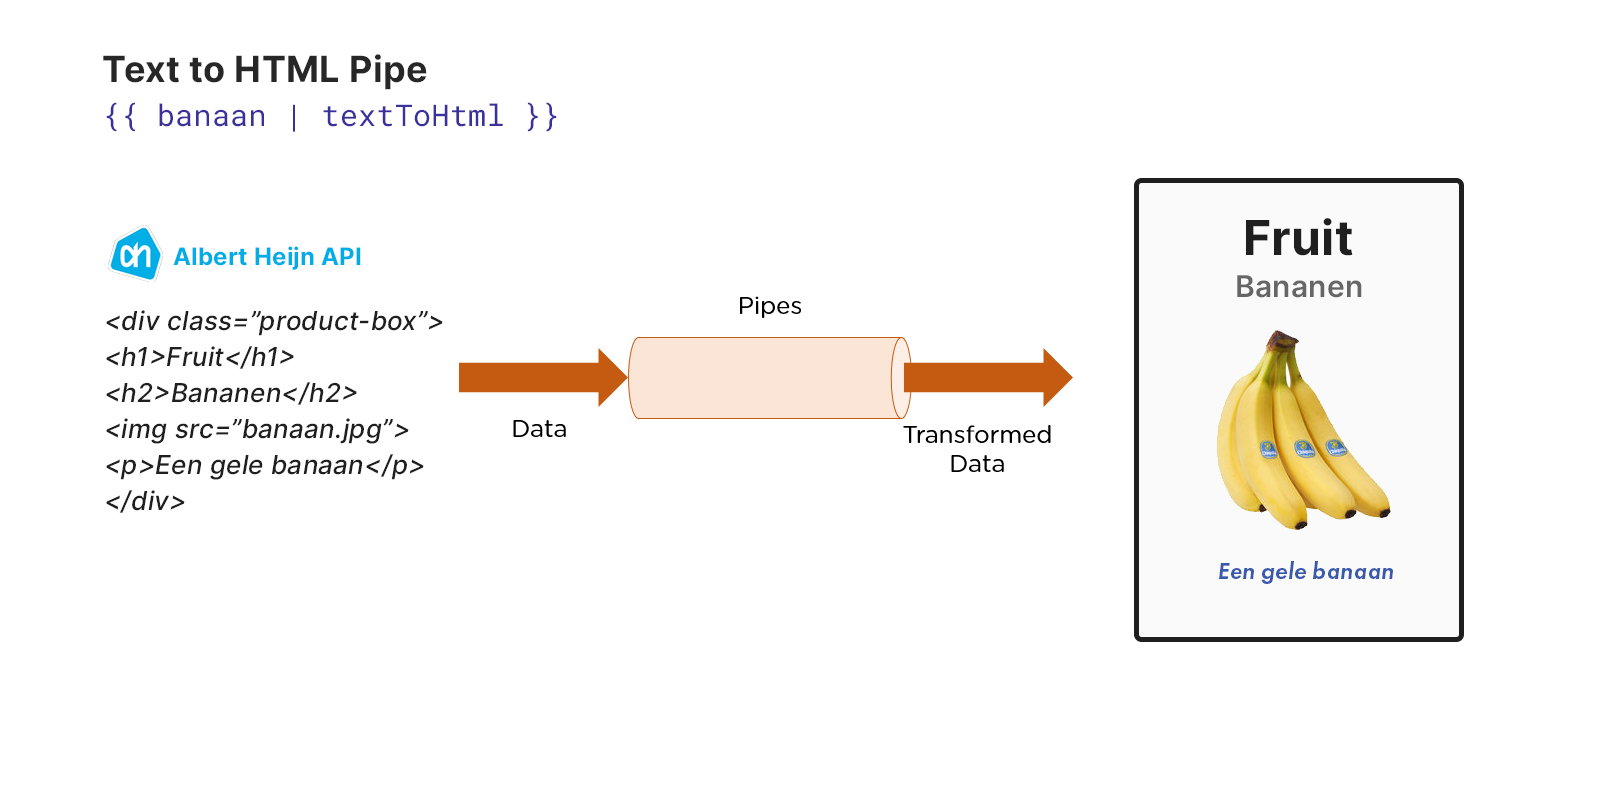 Text to HTML Pipe
{{ banaan | textToHtml }}
Albert Heijn API
<div class=”product-box”>
<h1>Fruit</h1>
<h2>Bananen</h2>
<img src=”banaan.jpg”>
<p>Een gele banaan</p>
</div>
Data
Pipes
Transformed
Data
Fruit
Bananen
Een gele banaan